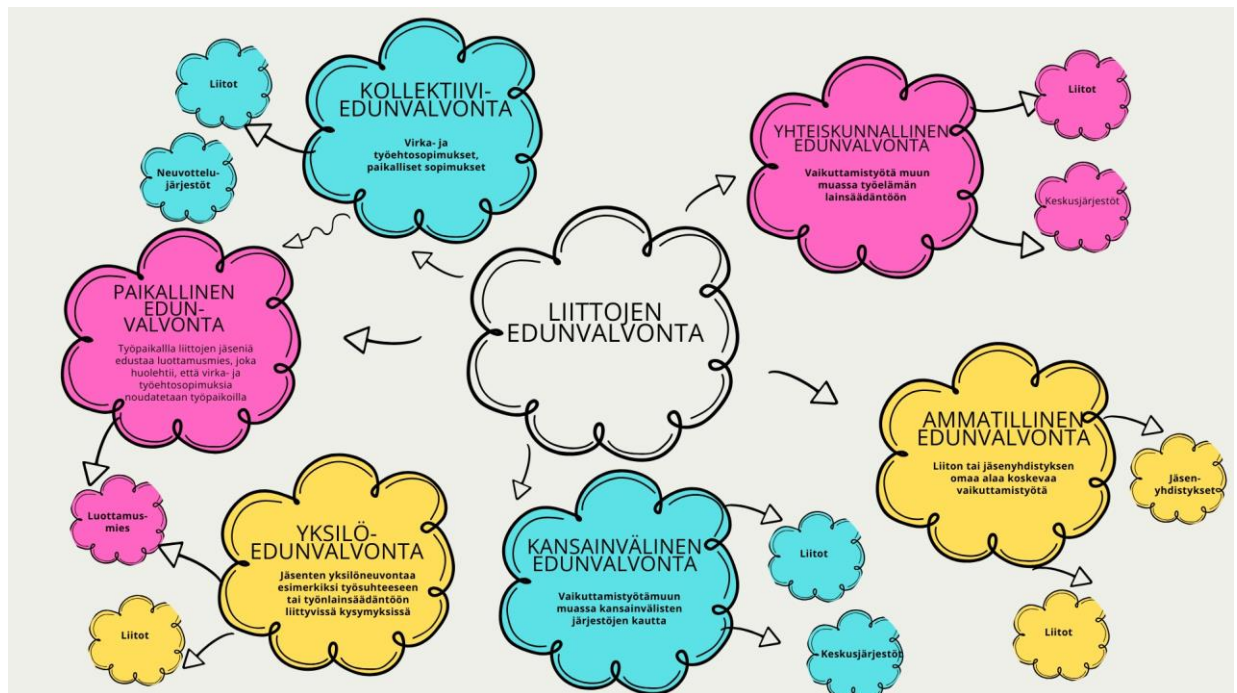 Liitot
KOLLEKTIIVI-
EDUNVALVONTA
Virka- ja
työehtosopimukset,
paikalliset sopimukset
Neuvottelu-
järjestöt
YHTEISKUNNALLINEN
EDUNVALVONTA
Vaikuttamistyötä muun
muassa työelämän
lainsäädäntöön
Liitot
Keskusjärjestöt
LIITTOJEN
EDUNVALVONTA
PAIKALLINEN
EDUN-
VALVONTA
Työpaikallla liittojen jäseniä
edustaa luottamusmies, joka
huolehtii, että virka- ja
työehtosopimuksia
noudatetaan työpaikoilla
Luottamus-
mies
AMMATILLINEN
EDUNVALVONTA
Liiton tai jäsenyhdistyksen
omaa alaa koskevaa
vaikuttamistyötä
Jäsen-
yhdistykset
Liitot
YKSILÖ-
EDUNVALVONTA
Jäsenten yksilöneuvontaa
esimerkiksi työsuhteeseen
tai työnlainsäädäntöön
liittyvissä kysymyksissä
Liitot
KANSAINVÄLINEN
EDUNVALVONTA
Vaikuttamistyötämuun
muassa kansainvälisten
järjestöjen kautta
Liitot
Keskusjärjestöt